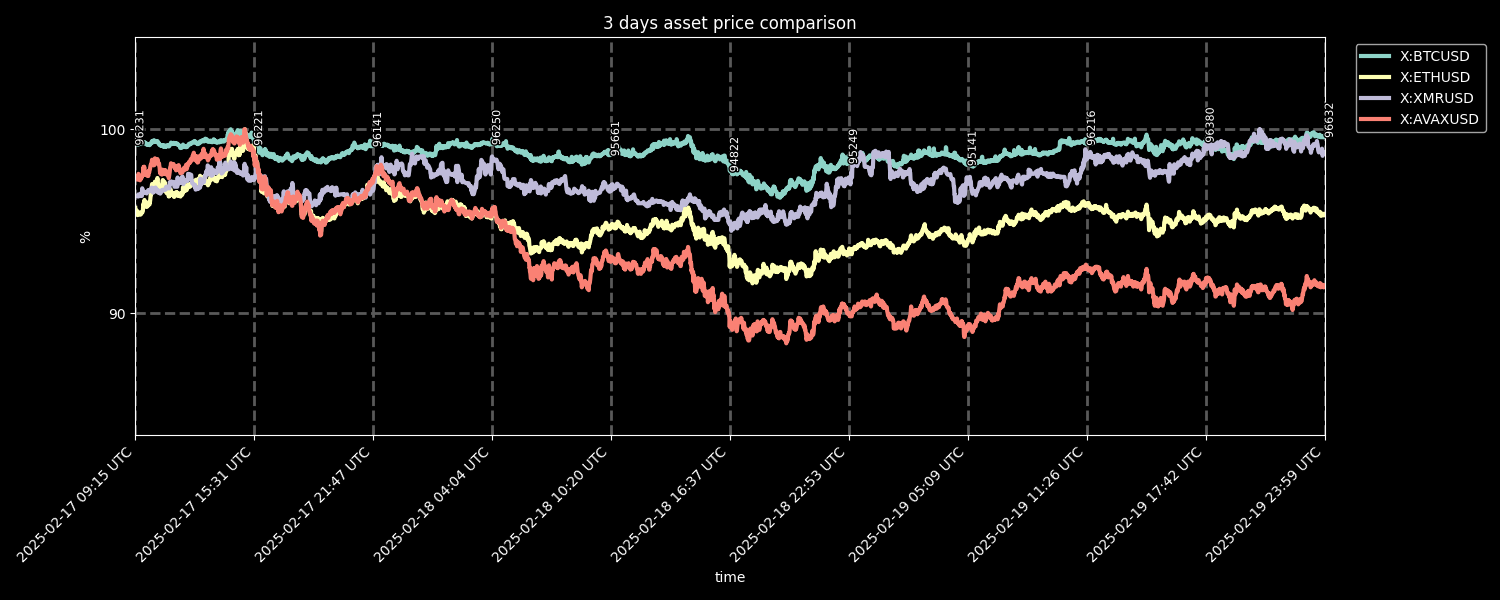 3 days asset price comparison
X:BTCUSD
X:ETHUSD
X:XMRUSD
X:AVAXUSD
100
90
%
96231
96221
96141
96250
95661
94822
95249
95141
96216
96380
96632
2025-02-17 09:15 UTC
2025-02-17 15:31 UTC
2025-02-17 21:47 UTC
2025-02-18 04:04 UTC
2025-02-18 10:20 UTC
2025-02-18 16:37 UTC
2025-02-18 22:53 UTC
2025-02-19 05:09 UTC
2025-02-19 11:26 UTC
2025-02-19 17:42 UTC
2025-02-19 23:59 UTC
time